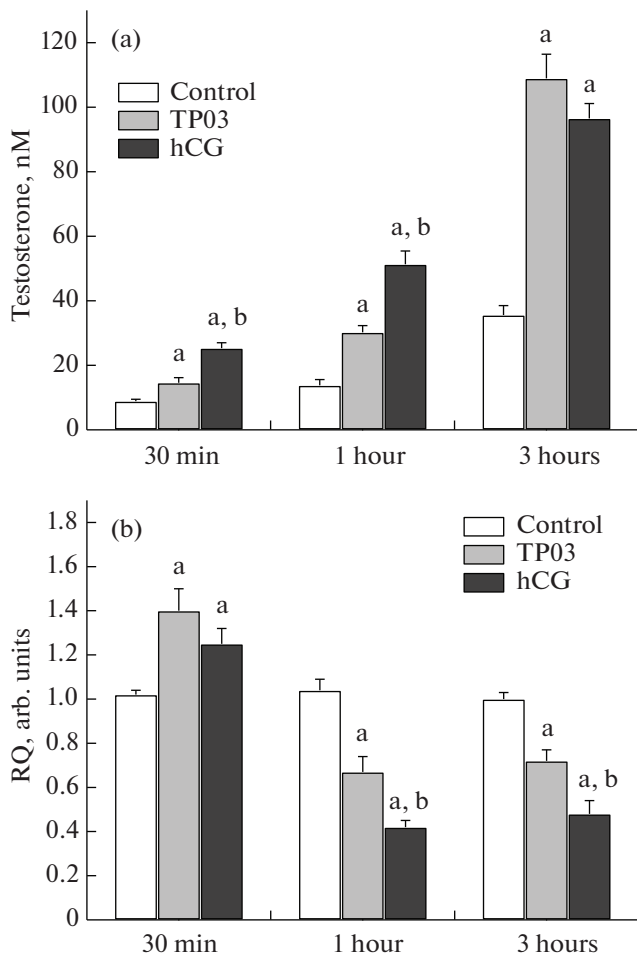 (a)
Control
TP03
hCG
Testosterone, nM
120
100
80
60
40
20
0
a
a, b
a
a, b
a
a
30 min
1 hour
3 hours
(b)
Control
TP03
hCG
RQ, arb. units
1.8
1.6
1.4
1.2
1.0
0.8
0.6
0.4
0.2
0
a
a
a
a, b
a
a, b
30 min
1 hour
3 hours